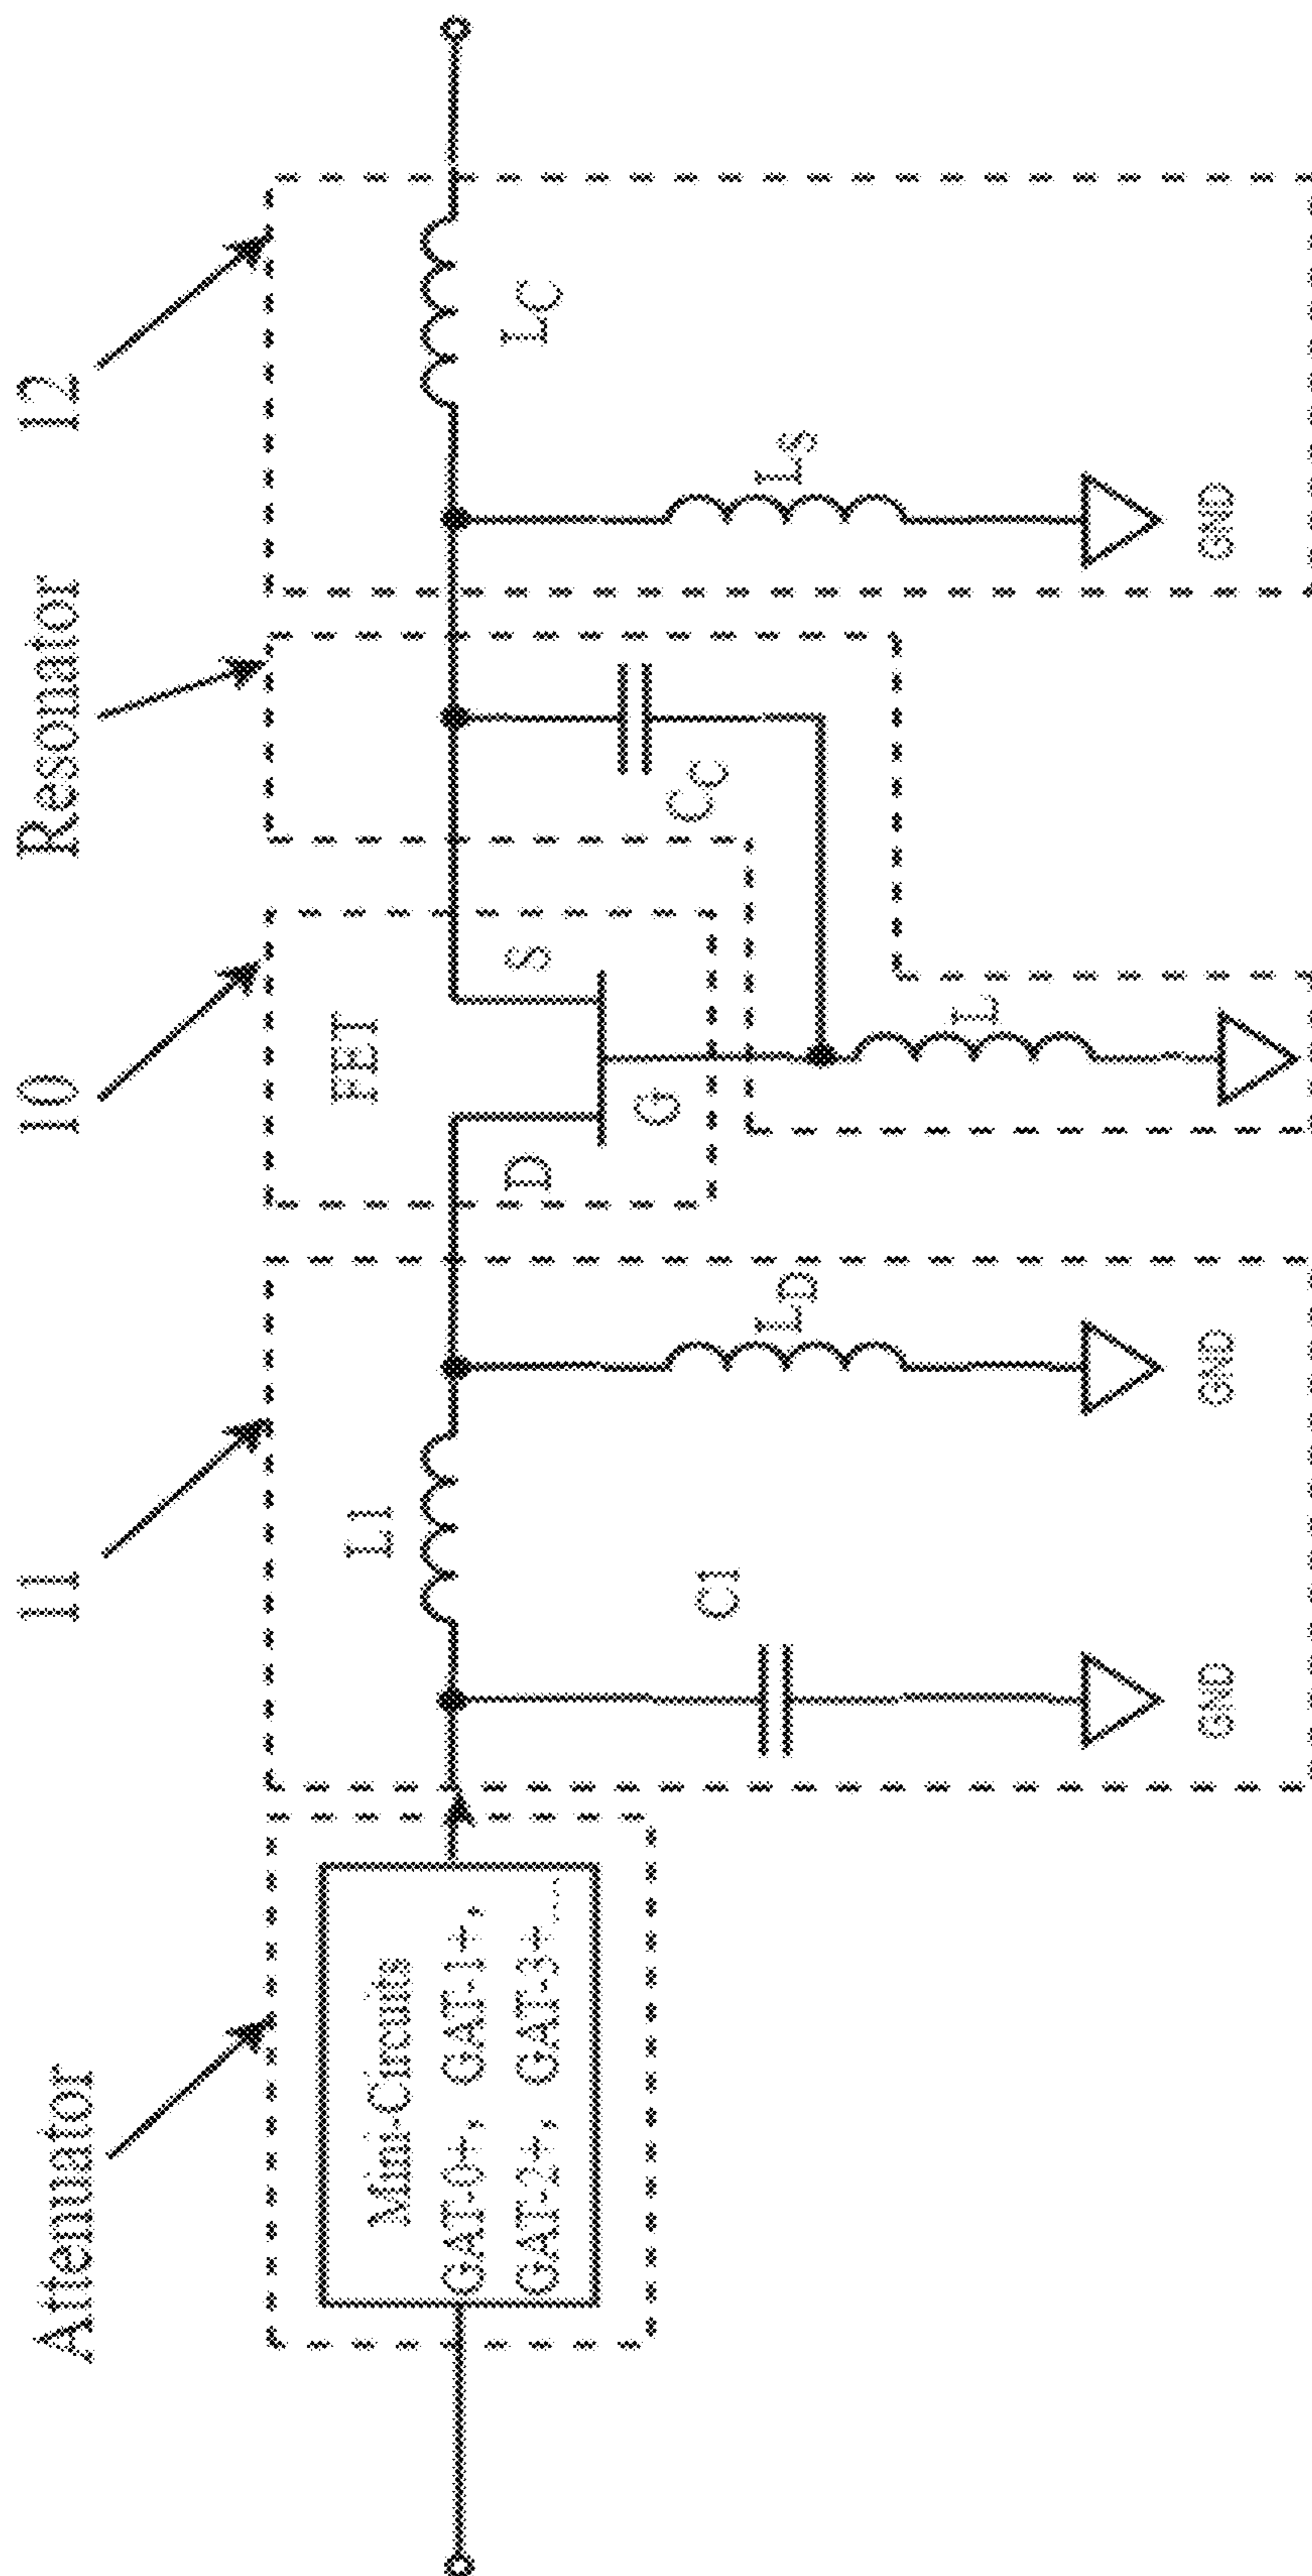 Attenuator
11
10
Resonator
12
Mini-Circuits
GAT-0+, GAT-1+,
GAT-2+, GAT-3+...
L1
C1
GND
LD
GND
FET
D
S
G
CC
L
LC
LS
GND